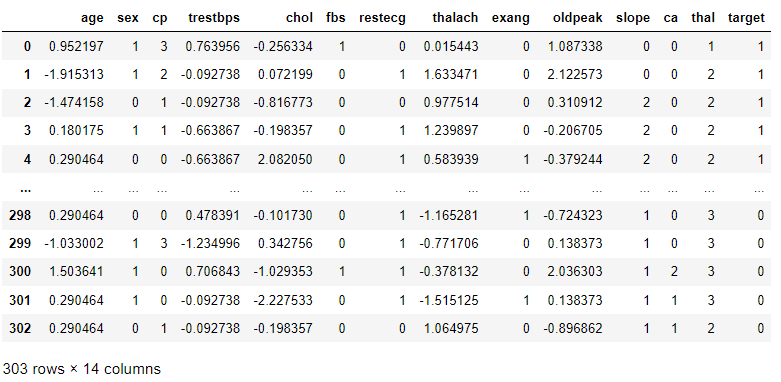 age sex cp trestbps chol fbs restecg thalach exang oldpeak slope ca thal target
0 0.952197 1 3 0.763956 -0.256334 1 0 0.015443 0 1.087338 0 0 1 1
1 -1.915313 1 2 -0.092738 0.072199 0 1 1.633471 0 2.122573 0 0 2 1
2 -1.474158 0 1 -0.092738 -0.816773 0 0 0.977514 0 0.310912 2 0 2 1
3 0.180175 1 1 -0.663867 -0.198357 0 1 1.239897 0 -0.206705 2 0 2 1
4 0.290464 0 0 -0.663867 2.082050 0 1 0.583939 1 -0.379244 2 0 2 1
... ... ... ... ... ... ... ... ... ... ... ... ... ... ...
298 0.290464 0 0 0.478391 -0.101730 0 1 -1.165281 1 -0.724323 1 0 3 0
299 -1.033002 1 3 -1.234996 0.342756 0 1 -0.771706 0 0.138373 1 0 3 0
300 1.503641 1 0 0.706843 -1.029353 1 1 -0.378132 0 2.036303 1 2 3 0
301 0.290464 1 0 -0.092738 -2.227533 0 1 -1.515125 1 0.138373 1 1 3 0
302 0.290464 0 1 -0.092738 -0.198357 0 0 1.064975 0 -0.896862 1 1 2 0
303 rows × 14 columns